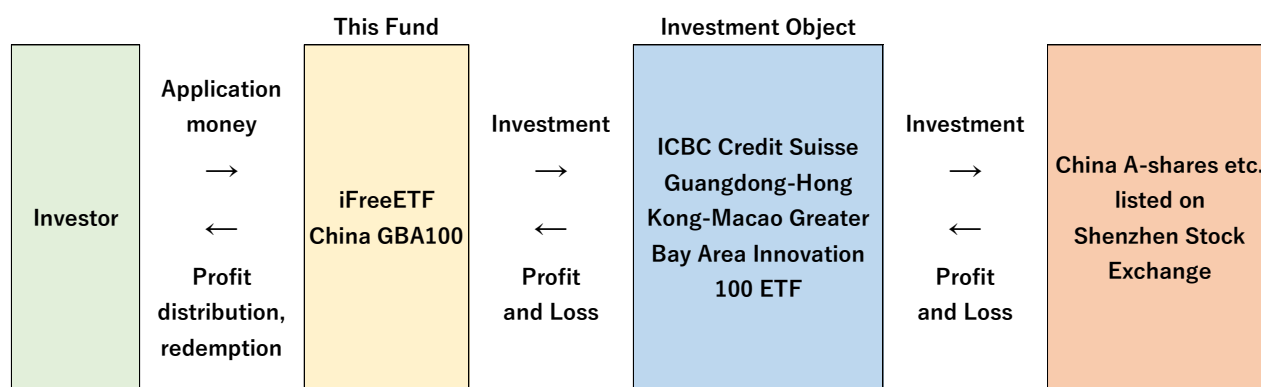 This Fund
Investment Object
Investor
Application
money
→
←
Profit
distribution,
redemption
iFreeETF
China GBA100
Investment
→
←
Profit
and Loss
ICBC Credit Suisse
Guangdong-Hong
Kong-Macao Greater
Bay Area Innovation
100 ETF
Investment
→
←
Profit
and Loss
China A-shares etc.
listed on
Shenzhen Stock
Exchange